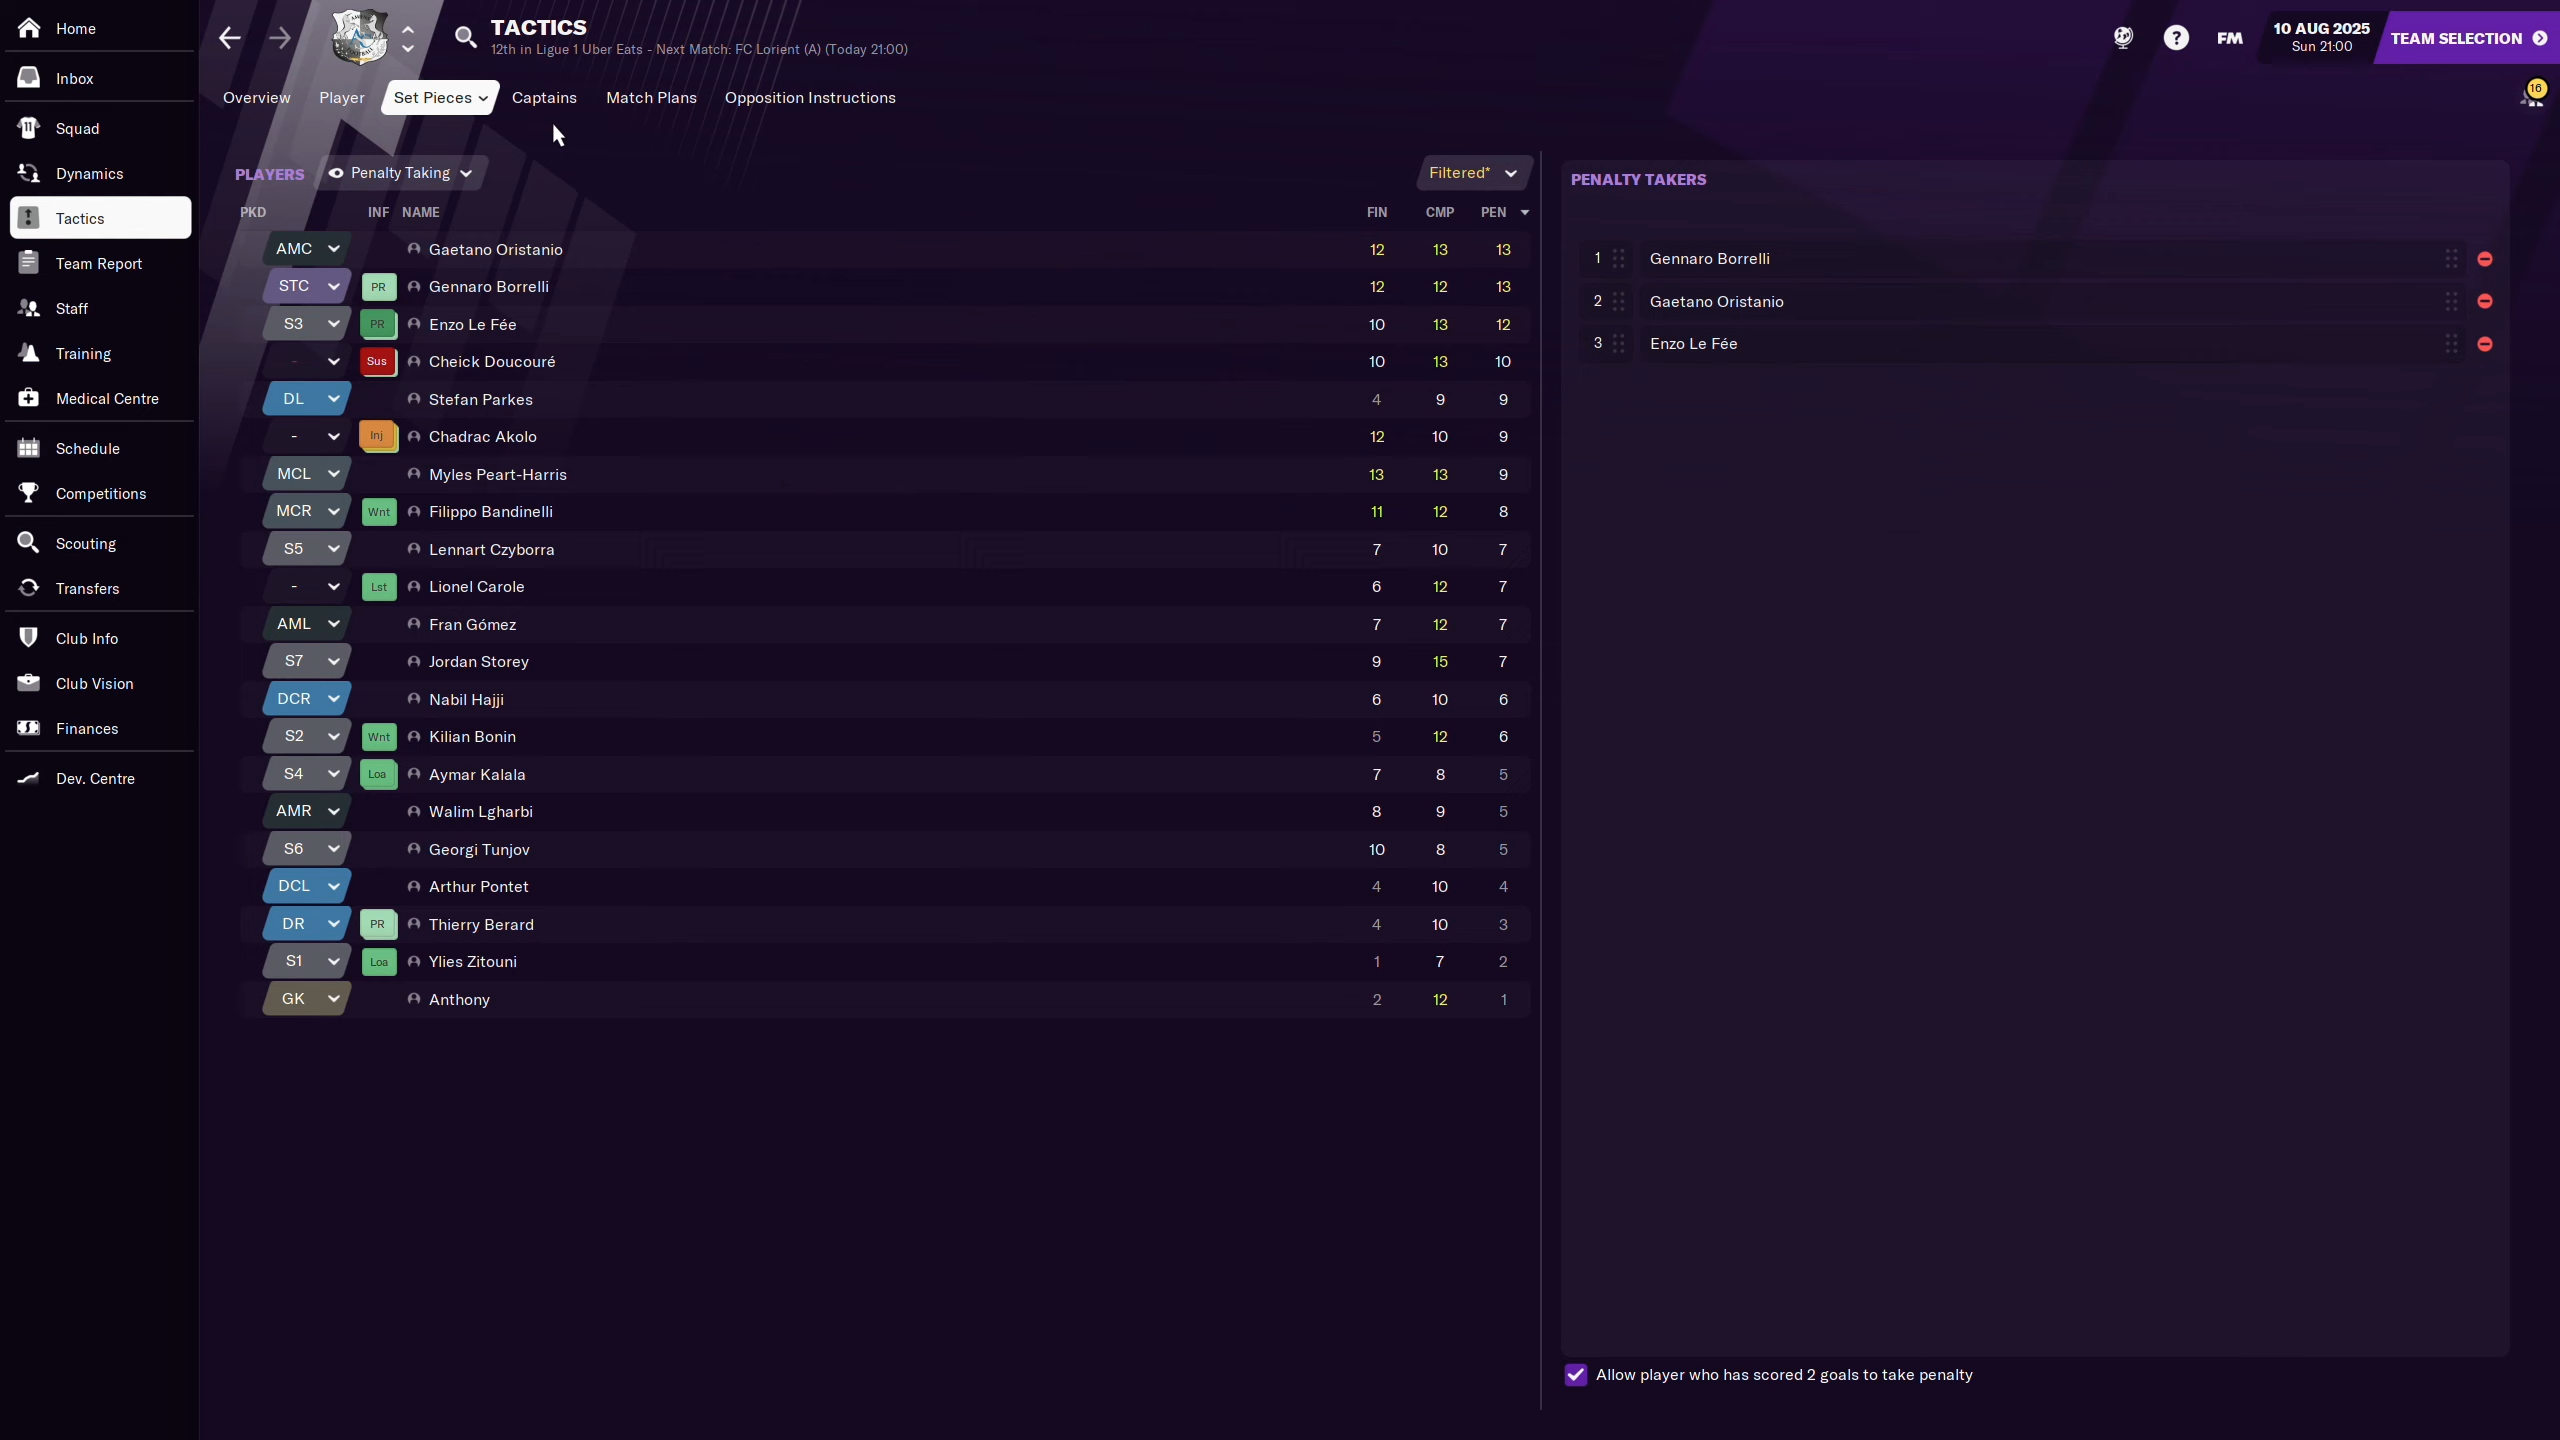 Home
Inbox
Squad
Dynamics
Tactics
Team Report
Staff
Training
Medical Centre
Schedule
Competitions
Scouting
Transfers
Club Info
Club Vision
Finances
Dev. Centre
TACTICS
12th in Ligue 1 Uber Eats - Next Match: FC Lorient (A) (Today 21:00)
FM
10 AUG 2025
Sun 21:00
TEAM SELECTION
Overview Player Set Pieces Captains Match Plans Opposition Instructions
16
PLAYERS Penalty Taking Filtered*
PKD INF NAME FIN CMP PEN
AMC Gaetano Oristanio 12 13 13
STC PR Gennaro Borrelli 12 12 13
S3 PR Enzo Le Fée 10 13 12
- Sus Cheick Doucouré 10 13 10
DL Stefan Parkes 4 9 9
- Inj Chadrac Akolo 12 10 9
MCL Myles Peart-Harris 13 13 9
MCR Wnt Filippo Bandinelli 11 12 8
S5 Lennart Czyborra 7 10 7
- Lst Lionel Carole 6 12 7
AML Fran Gómez 7 12 7
S7 Jordan Storey 9 15 7
DCR Nabil Hajji 6 10 6
S2 Wnt Kilian Bonin 5 12 6
S4 Loa Aymar Kalala 7 8 5
AMR Walim Lgharbi 8 9 5
S6 Georgi Tunjov 10 8 5
DCL Arthur Pontet 4 10 4
DR PR Thierry Berard 4 10 3
S1 Loa Ylies Zitouni 1 7 2
GK Anthony 2 12 1
PENALTY TAKERS
1 Gennaro Borrelli
2 Gaetano Oristanio
3 Enzo Le Fée
Allow player who has scored 2 goals to take penalty